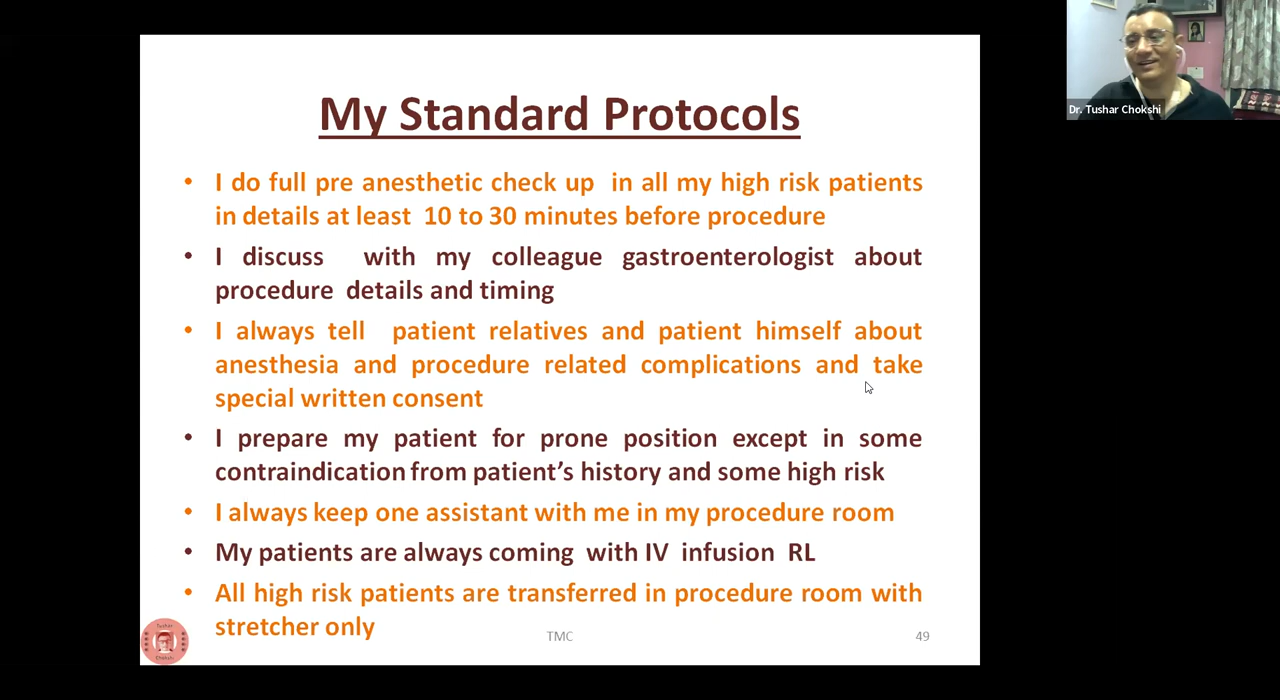 My Standard Protocols
• I do full pre anesthetic check up in all my high risk patients
in details at least 10 to 30 minutes before procedure
• I discuss with my colleague gastroenterologist about
procedure details and timing
• I always tell patient relatives and patient himself about
anesthesia and procedure related complications and take
special written consent
• I prepare my patient for prone position except in some
contraindication from patient's history and some high risk
• I always keep one assistant with me in my procedure room
• My patients are always coming with IV infusion RL
• All high risk patients are transferred in procedure room with
stretcher only
Tushar
Chokshi
TMC
49
Dr. Tushar Chokshi